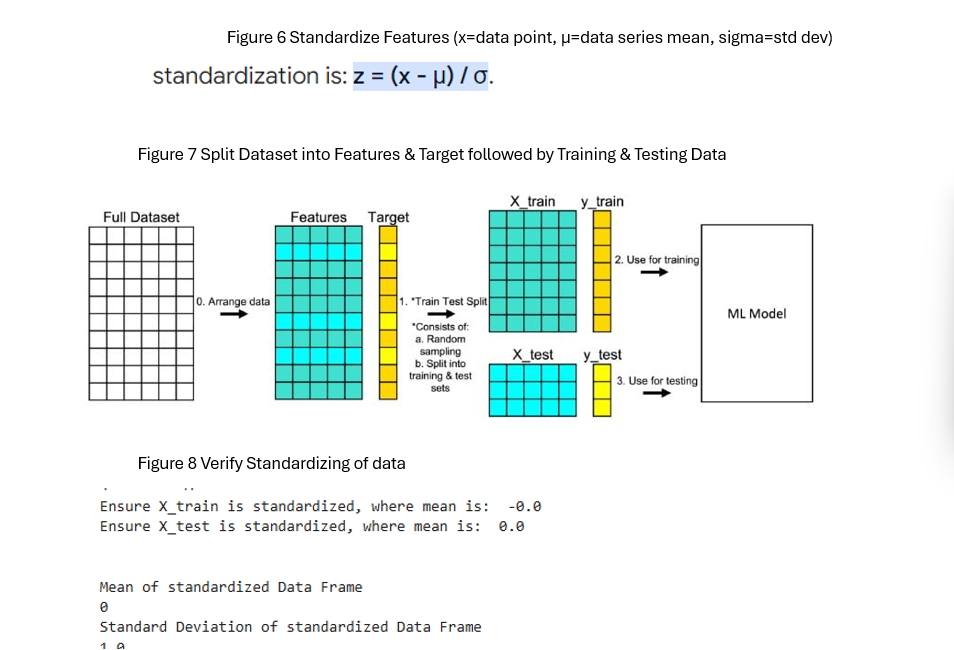 Figure 6 Standardize Features (x=data point, µ=data series mean, sigma=std dev)
standardization is: z = (x - μ) / σ.
Figure 7 Split Dataset into Features & Target followed by Training & Testing Data
Full Dataset
0. Arrange data
Features
Target
1. *Train Test Split
*Consists of:
a. Random
sampling
b. Split into
training & test
sets
X_train
y_train
2. Use for training
X_test
y_test
3. Use for testing
ML Model
Figure 8 Verify Standardizing of data
Ensure X_train is standardized, where mean is:  -0.0
Ensure X_test is standardized, where mean is:  0.0
Mean of standardized Data Frame
0
Standard Deviation of standardized Data Frame
1.0